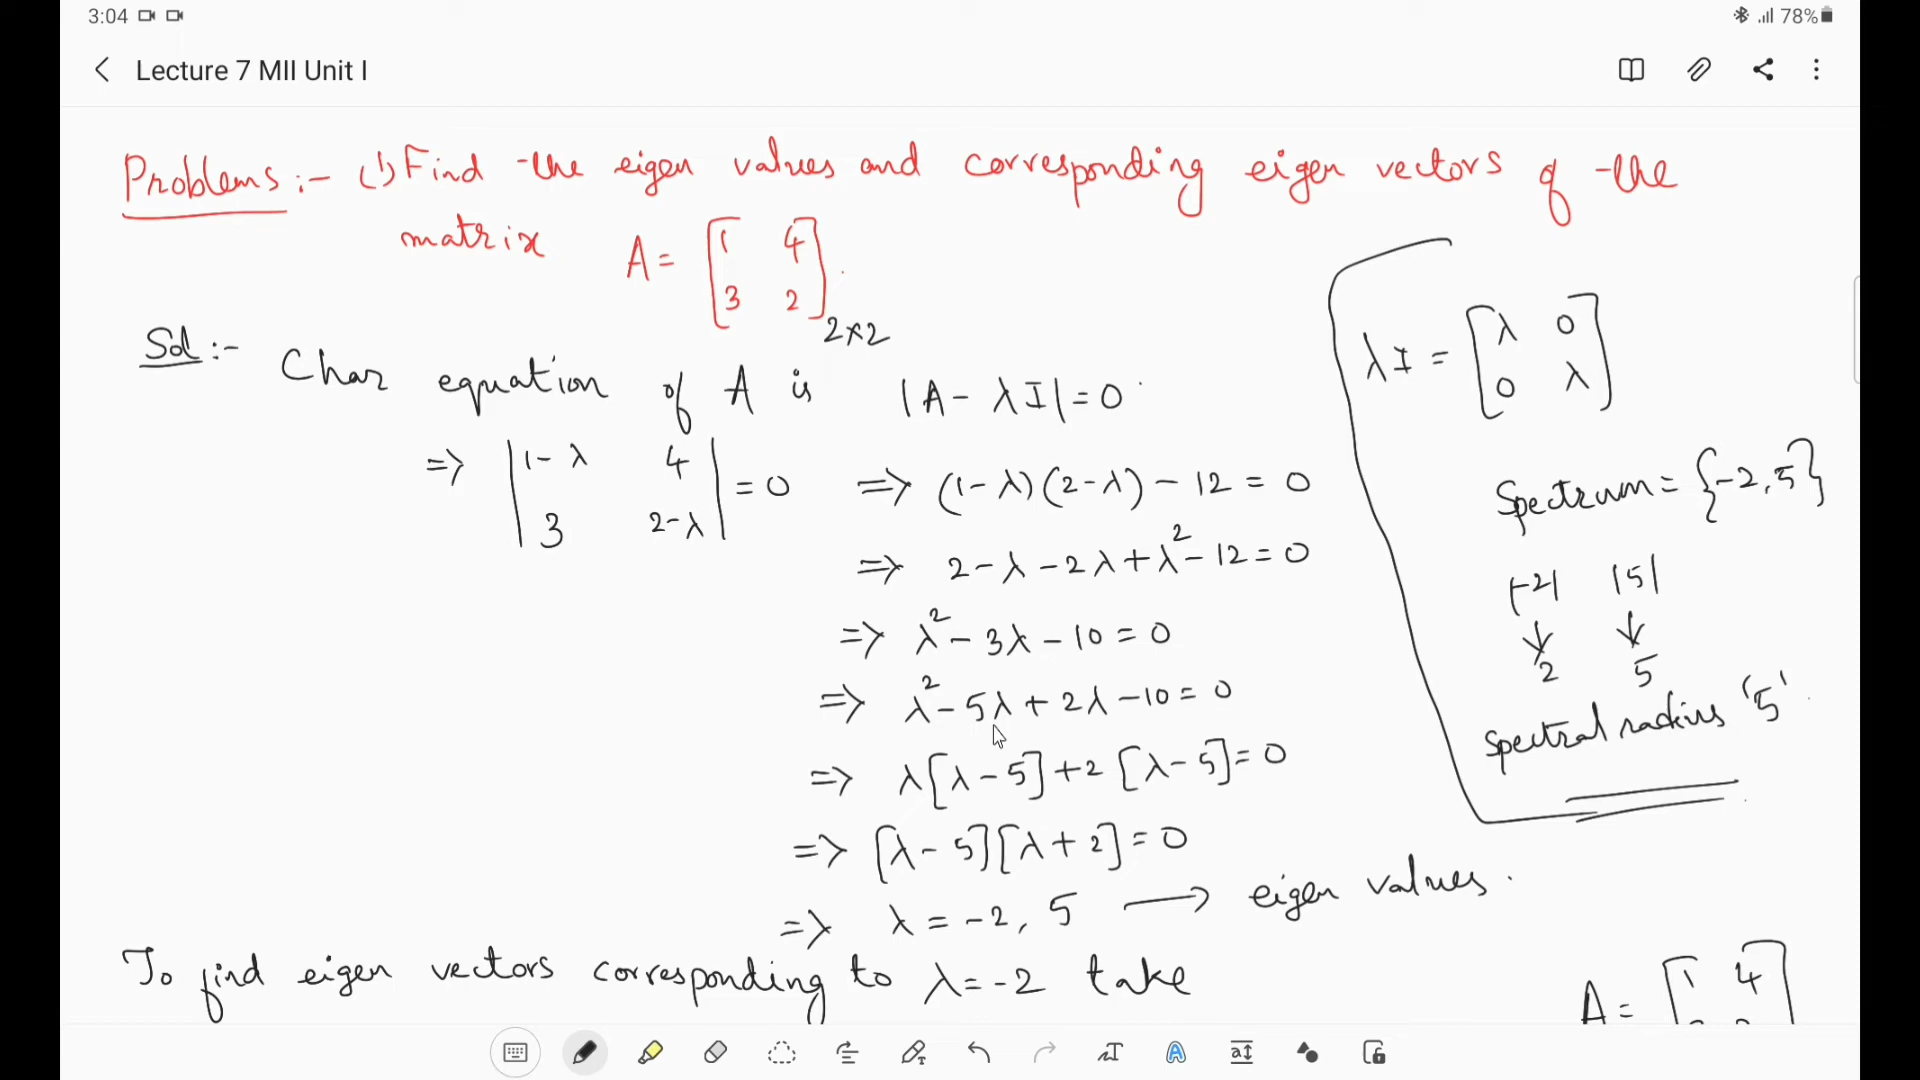 3:04 78%
Lecture 7 MII Unit I
Problems :- (1) Find the eigen values and corresponding eigen vectors of the
matrix A = [1 4
3 2] 2×2
Sol :- Char equation of A is |A - λI| = 0
=> |1-λ 4
3 2-λ| = 0 => (1-λ)(2-λ) - 12 = 0
=> 2 - λ - 2λ + λ² - 12 = 0
=> λ² - 3λ - 10 = 0
=> λ² - 5λ + 2λ - 10 = 0
=> λ[λ - 5] + 2[λ - 5] = 0
=> [λ - 5][λ + 2] = 0
=> λ = -2, 5 → eigen values.
λI = [λ 0
0 λ]
Spectrum = {-2, 5}
|-2| |5|
↓ ↓
2 5
Spectral radius '5'
To find eigen vectors corresponding to λ = -2 take
A = [1 4